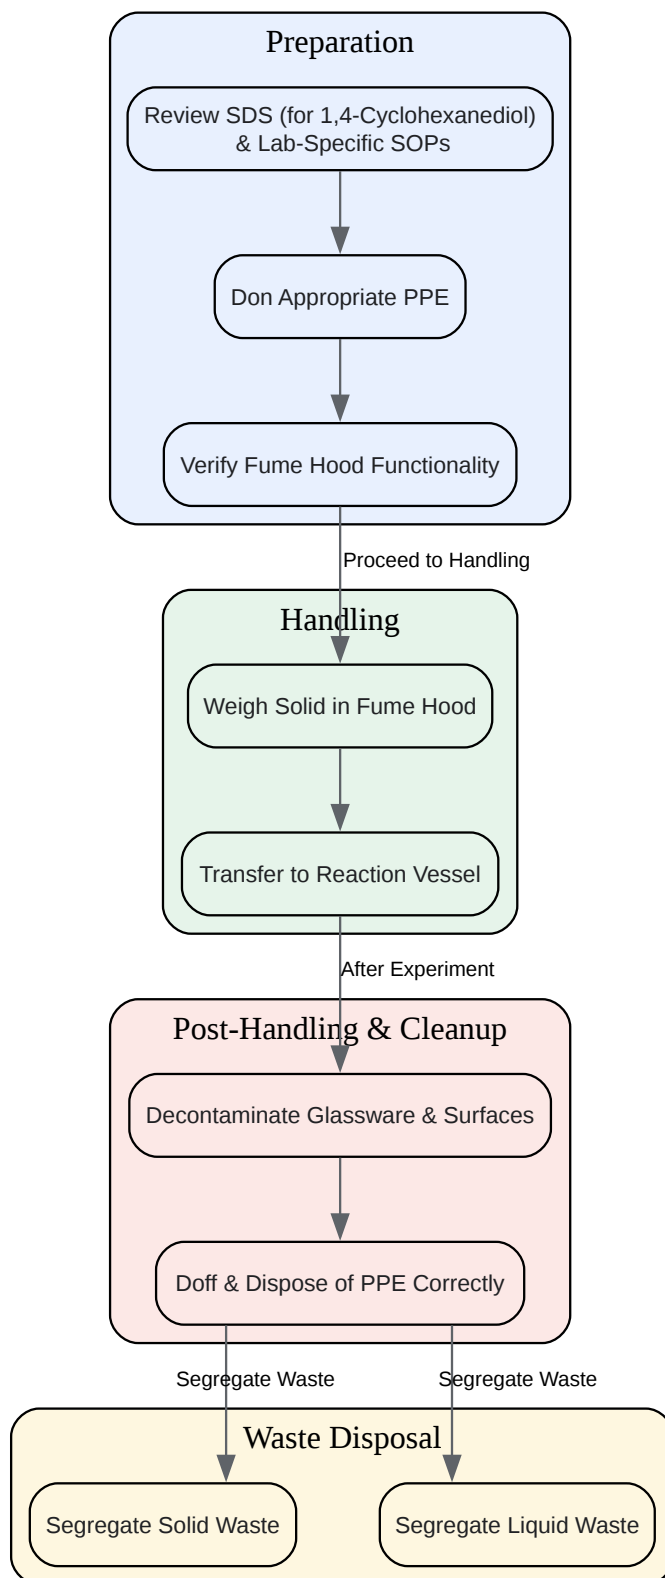 Preparation
Review SDS (for 1,4-Cyclohexanediol)
& Lab-Specific SOPs
Don Appropriate PPE
Verify Fume Hood Functionality
Proceed to Handling
Handling
Weigh Solid in Fume Hood
Transfer to Reaction Vessel
After Experiment
Post-Handling & Cleanup
Decontaminate Glassware & Surfaces
Doff & Dispose of PPE Correctly
Segregate Waste
Segregate Waste
Waste Disposal
Segregate Solid Waste
Segregate Liquid Waste